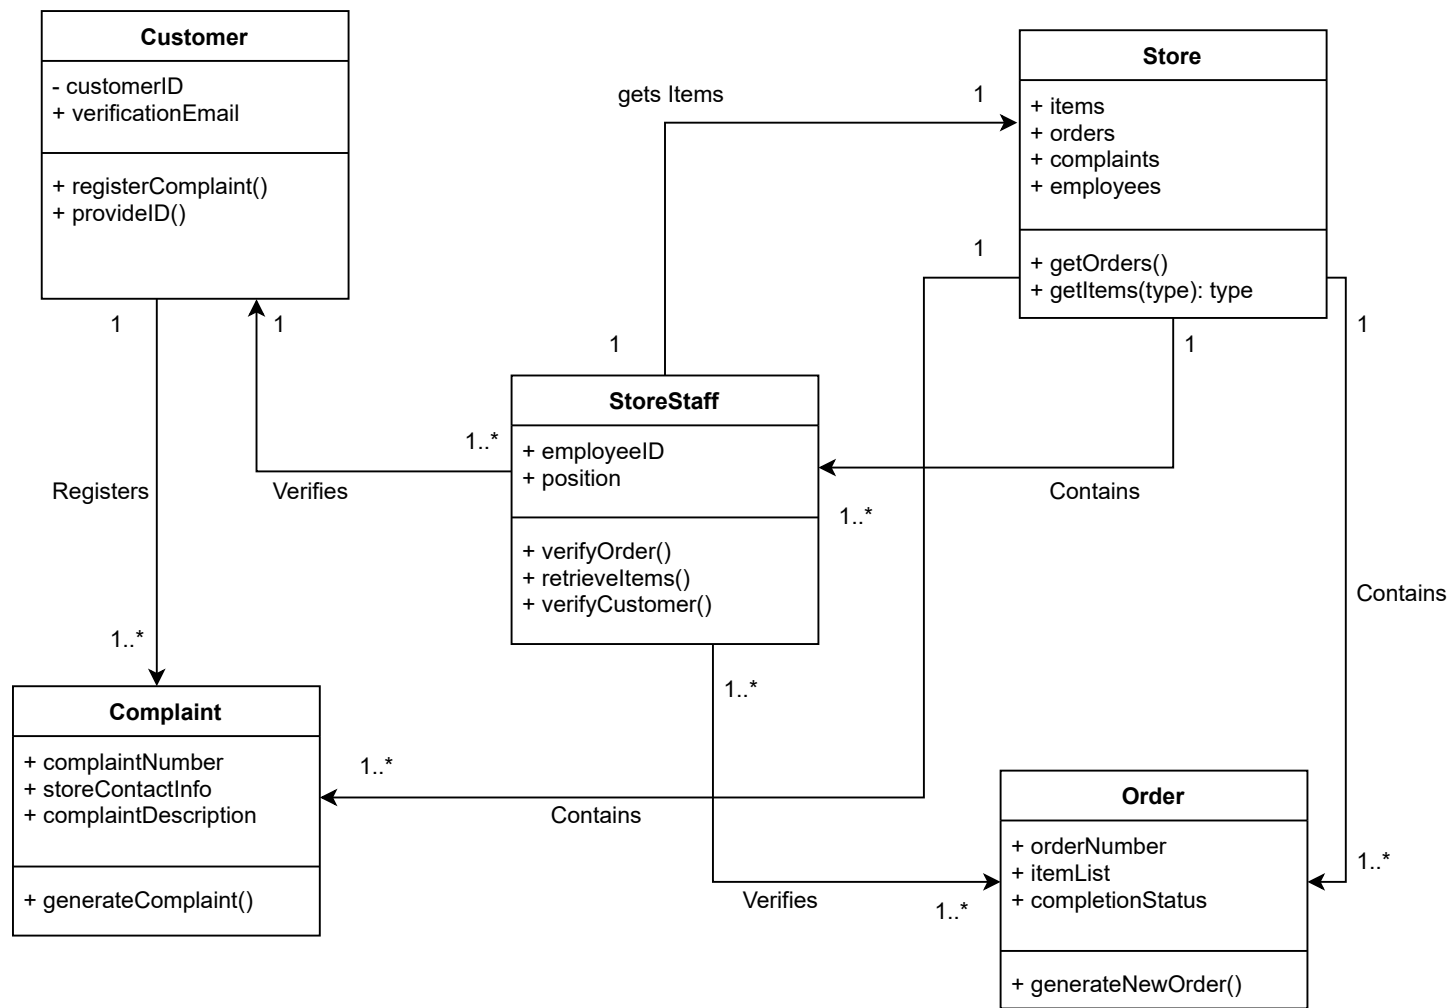 Customer
- customerID
+ verificationEmail
+ registerComplaint()
+ provideID()
Store
+ items
+ orders
+ complaints
+ employees
+ getOrders()
+ getItems(type): type
gets Items
1
1
1
1
1
1
1
StoreStaff
+ employeeID
+ position
+ verifyOrder()
+ retrieveItems()
+ verifyCustomer()
1..*
Registers
Verifies
1..*
Contains
Contains
1..*
1..*
Complaint
+ complaintNumber
+ storeContactInfo
+ complaintDescription
+ generateComplaint()
1..*
Contains
Order
+ orderNumber
+ itemList
+ completionStatus
+ generateNewOrder()
1..*
Verifies
1..*